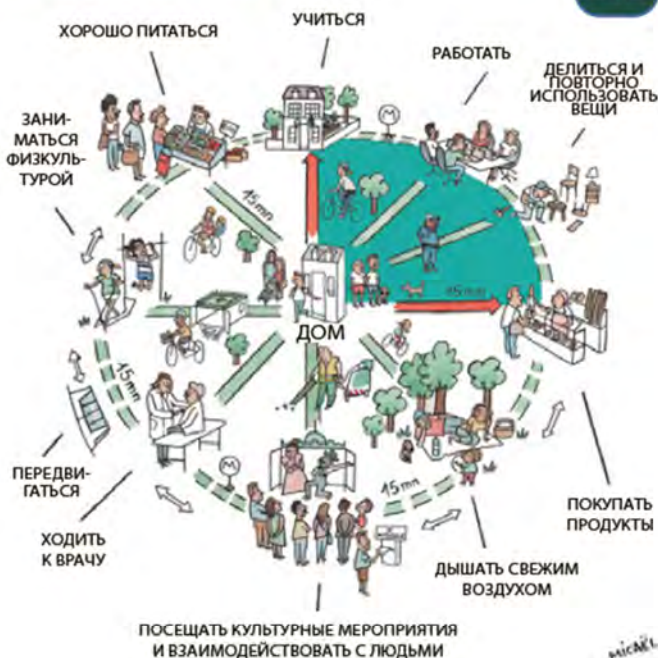 УЧИТЬСЯ
ХОРОШО ПИТАТЬСЯ
РАБОТАТЬ
ДЕЛИТЬСЯ И
ПОВТОРНО
ИСПОЛЬЗОВАТЬ
ВЕЩИ
ЗАНИ-
МАТЬСЯ
ФИЗКУЛЬ-
ТУРОЙ
M
15mn
15mn
ДОМ
15mn
ПЕРЕДВИ-
ГАТЬСЯ
M
15mn
ПОКУПАТЬ
ПРОДУКТЫ
ХОДИТЬ
К ВРАЧУ
ДЫШАТЬ СВЕЖИМ
ВОЗДУХОМ
ПОСЕЩАТЬ КУЛЬТУРНЫЕ МЕРОПРИЯТИЯ
И ВЗАИМОДЕЙСТВОВАТЬ С ЛЮДЬМИ
MICAËL